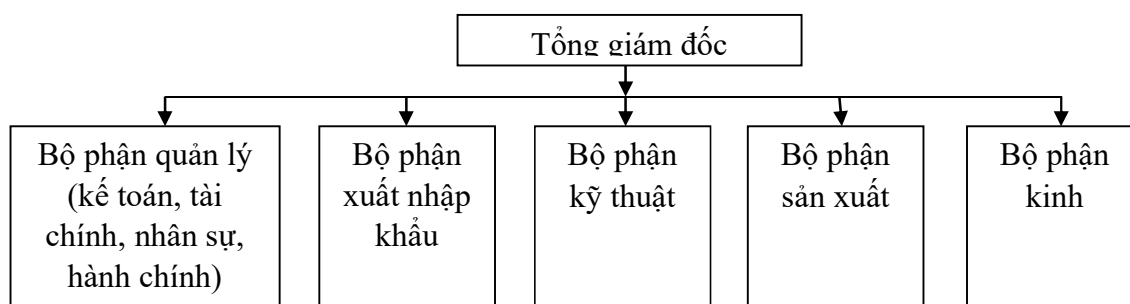 Tổng giám đốc
Bộ phận quản lý
(kế toán, tài
chính, nhân sự,
hành chính)
Bộ phận
xuất nhập
khẩu
Bộ phận
kỹ thuật
Bộ phận
sản xuất
Bộ phận
kinh